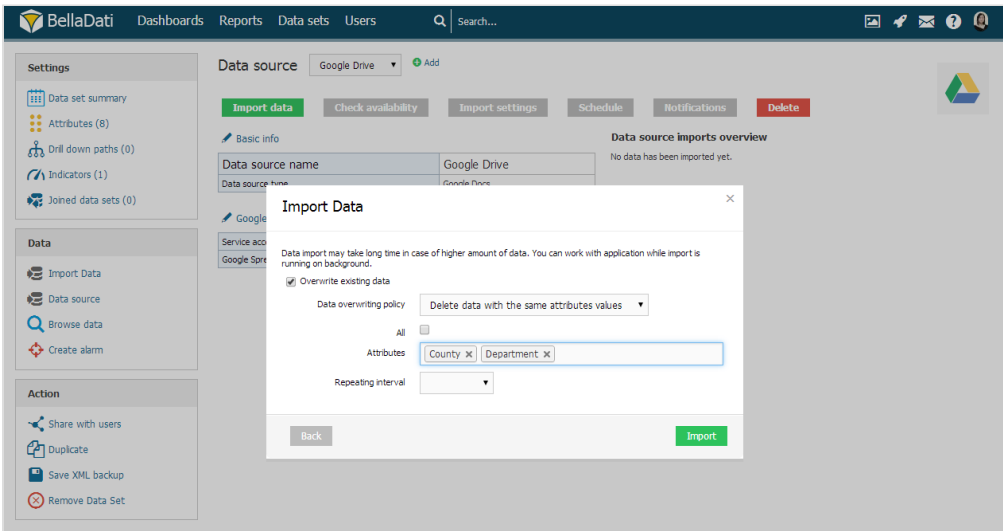 BellaDati Dashboards Reports Data sets Users Search...
Settings
Data set summary
Attributes (8)
Drill down paths (0)
Indicators (1)
Joined data sets (0)
Data
Import Data
Data source
Browse data
Create alarm
Action
Share with users
Duplicate
Save XML backup
Remove Data Set
Data source Google Drive Add
Import data Check availability Import settings Schedule Notifications Delete
Basic info
Data source name Google Drive
Data source type Google Docs
Google
Service acco
Google Spre
Data source imports overview
No data has been imported yet.
Import Data
Data import may take long time in case of higher amount of data. You can work with application while import is
running on background.
Overwrite existing data
Data overwriting policy Delete data with the same attributes values
All
Attributes County Department
Repeating interval
Back Import